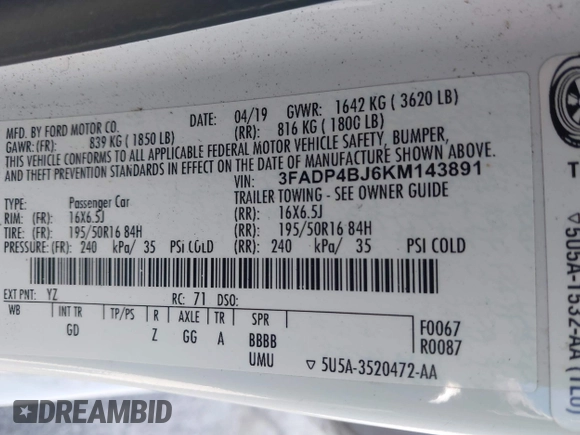 MFD. BY FORD MOTOR CO.
DATE: 04/19 GVWR: 1642 KG ( 3620 LB)
GAWR:(FR): 839 KG ( 1850 LB) (RR): 816 KG ( 1800 LB)
THIS VEHICLE CONFORMS TO ALL APPLICABLE FEDERAL MOTOR VEHICLE SAFETY, BUMPER,
AND THEFT PREVENTION STANDARDS IN EFFECT ON THE DATE OF MANUFACTURE SHOWN ABOVE.
VIN: 3FADP4BJ6KM143891
TYPE: Passenger Car TRAILER TOWING - SEE OWNER GUIDE
RIM: (FR): 16X6.5J (RR): 16X6.5J
TIRE: (FR): 195/50R16 84H (RR): 195/50R16 84H
PRESSURE:(FR): 240 kPa/ 35 PSI COLD (RR): 240 kPa/ 35 PSI COLD
EXT PNT: YZ RC: 71 DSO:
WB INT TR TP/PS R AXLE TR SPR
GD Z GG A BBBB
UMU
F0067
R0087
▽ 5U5A-3520472-AA
▽5U5A-1532-AA (TLU)
DREAMBID